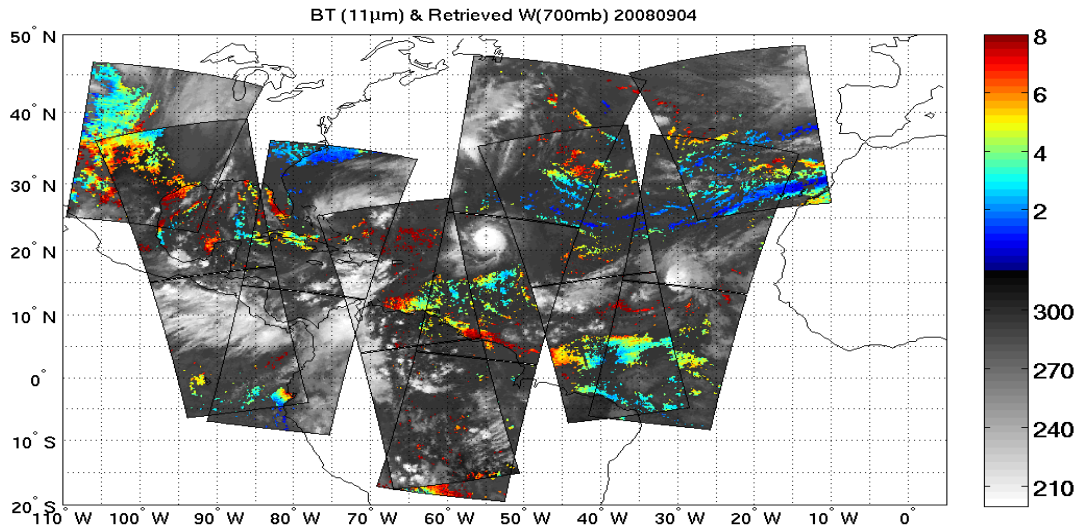 BT (11µm) & Retrieved W(700mb) 20080904
50° N
40° N
30° N
20° N
10° N
0°
10° S
20° S
110 W 100 W 90 W 80 W 70 W 60 W 50 W 40 W 30 W 20 W 10 W 0
8
6
4
2
300
270
240
210